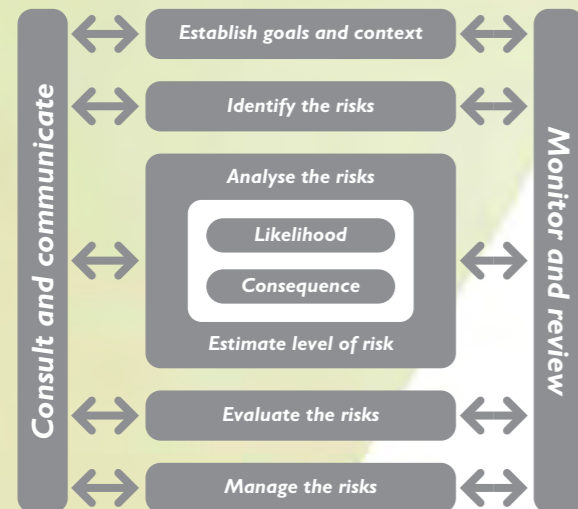 Consult and communicate
Establish goals and context
Identify the risks
Analyse the risks
Likelihood
Consequence
Estimate level of risk
Evaluate the risks
Manage the risks
Monitor and review